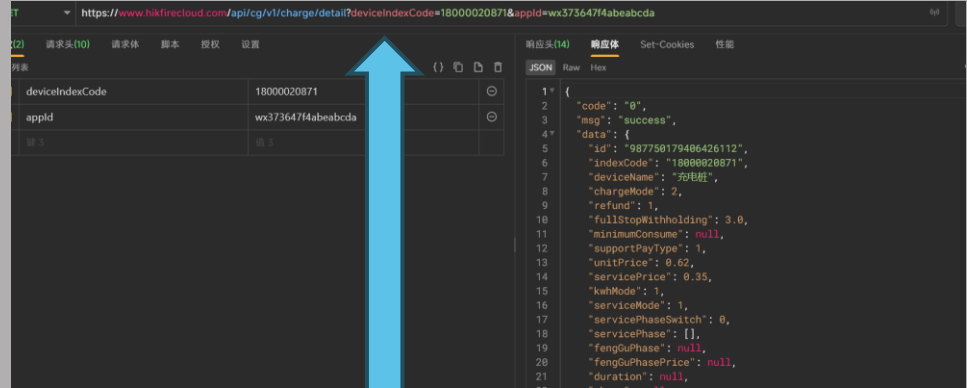 ET https://www.hikfirecloud.com/api/cg/v1/charge/detail?deviceIndexCode=18000020871&appId=wx373647f4abeabcda
(2) 请求头(10) 请求体 脚本 授权 设置
列表
deviceIndexCode 18000020871
appId wx373647f4abeabcda
键 3 值 3
响应头(14) 响应体 Set-Cookies 性能
JSON Raw Hex
1 {
2 "code": "0",
3 "msg": "success",
4 "data": {
5 "id": "987750179406426112",
6 "indexCode": "18000020871",
7 "deviceName": "充电桩",
8 "chargeMode": 2,
9 "refund": 1,
10 "fullStopWithholding": 3.0,
11 "minimumConsume": null,
12 "supportPayType": 1,
13 "unitPrice": 0.62,
14 "servicePrice": 0.35,
15 "kwhMode": 1,
16 "serviceMode": 1,
17 "servicePhaseSwitch": 0,
18 "servicePhase": [],
19 "fengGuPhase": null,
20 "fengGuPhasePrice": null,
21 "duration": null,